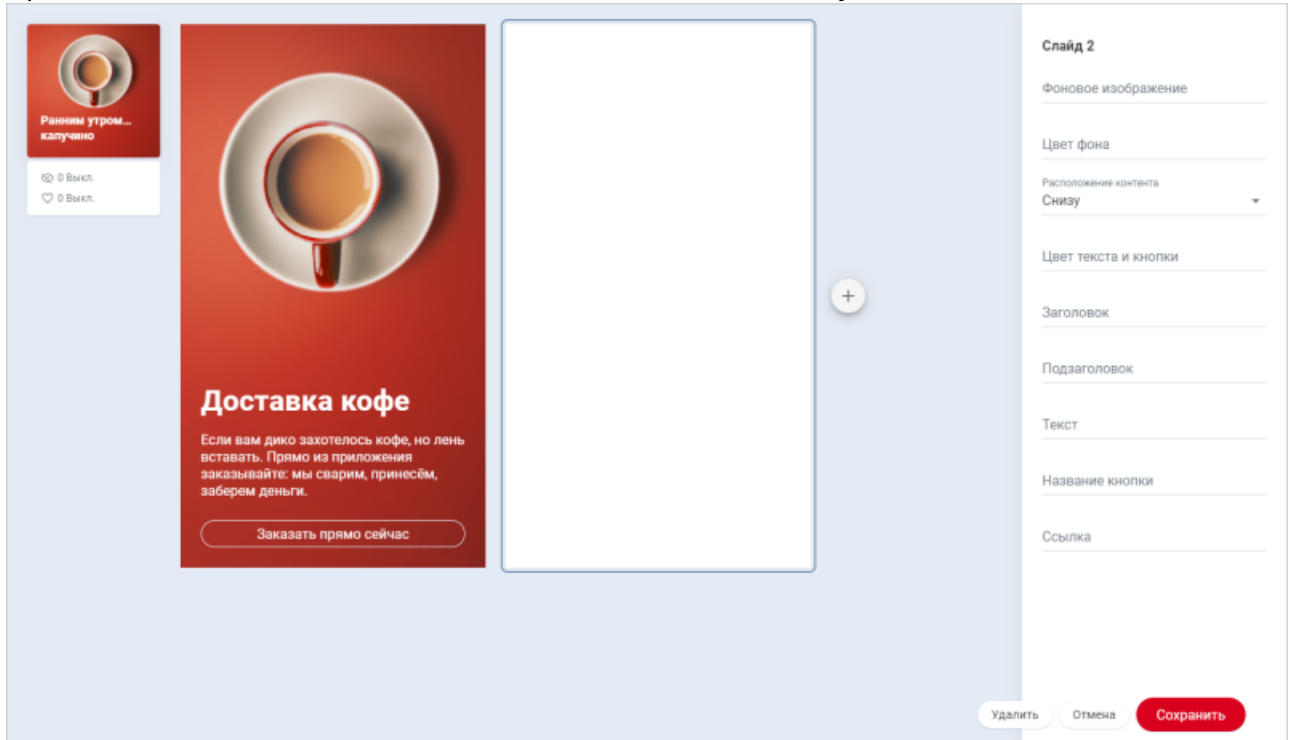 Ранним утром...
капучино
0 Выкл.
0 Выкл.
Доставка кофе
Если вам дико захотелось кофе, но лень
вставать. Прямо из приложения
заказывайте: мы сварим, принесём,
заберем деньги.
Заказать прямо сейчас
Слайд 2
Фоновое изображение
Цвет фона
Расположение контента
Снизу
Цвет текста и кнопки
Заголовок
Подзаголовок
Текст
Название кнопки
Ссылка
Удалить
Отмена
Сохранить